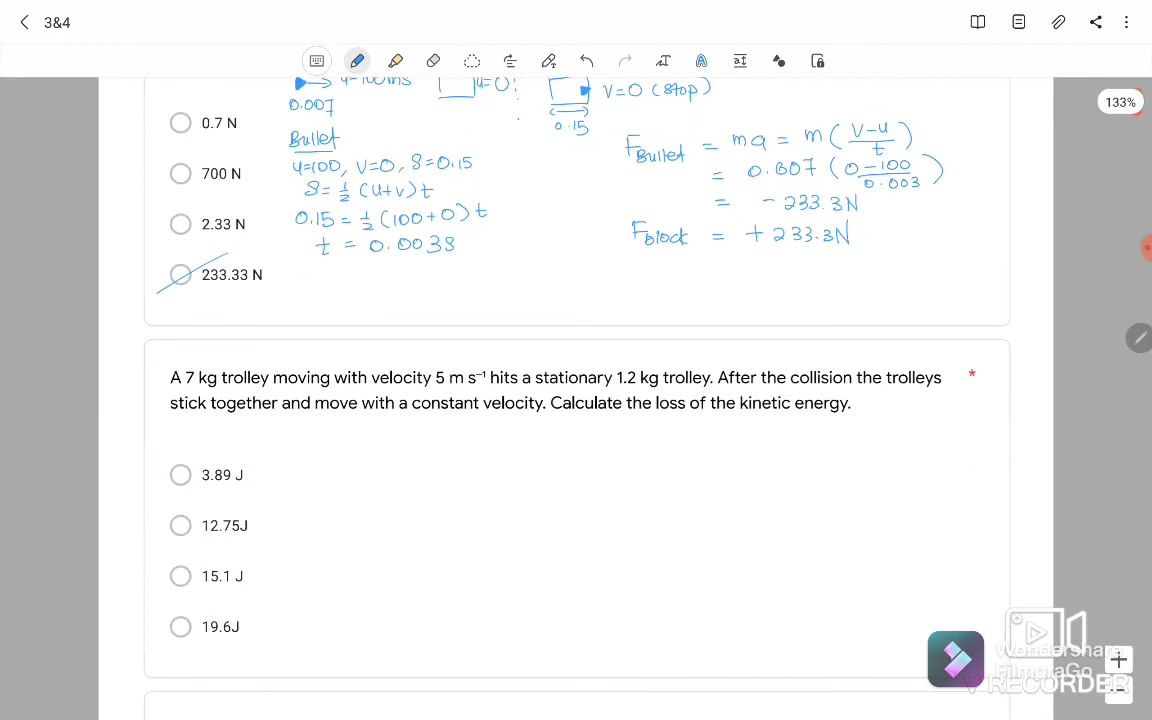 3&4
133%
u=100ms u=0
0.007
v=0 (stop)
0.15
0.7 N
Bullet
u=100, v=0, s=0.15
700 N
s=½(u+v)t
2.33 N
0.15=½(100+0)t
t = 0.003s
233.33 N
F Bullet = ma = m(v-u/t)
= 0.007(0-100/0.003)
= -233.3N
F block = +233.3N
A 7 kg trolley moving with velocity 5 m s⁻¹ hits a stationary 1.2 kg trolley. After the collision the trolleys *
stick together and move with a constant velocity. Calculate the loss of the kinetic energy.
3.89 J
12.75J
15.1 J
19.6J
Wondershare
FilmoraGo
V RECORDER